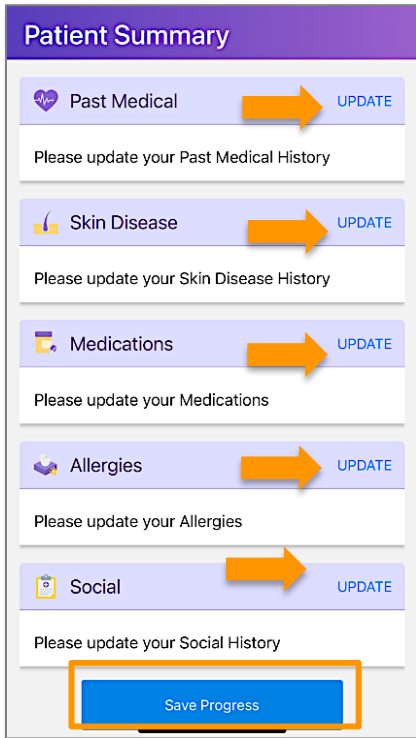 Patient Summary
Past Medical UPDATE
Please update your Past Medical History
Skin Disease UPDATE
Please update your Skin Disease History
Medications UPDATE
Please update your Medications
Allergies UPDATE
Please update your Allergies
Social UPDATE
Please update your Social History
Save Progress